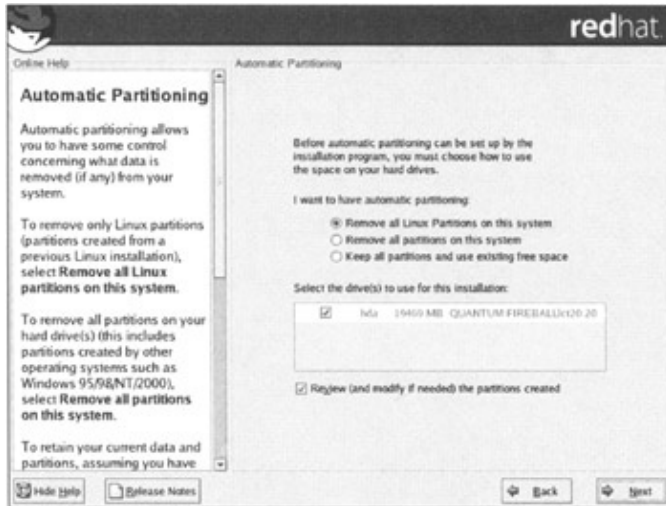 redhat.
Online Help
Automatic Partitioning
Automatic Partitioning
Automatic partitioning allows
you to have some control
concerning what data is
removed (if any) from your
system.
To remove only Linux partitions
(partitions created from a
previous Linux installation),
select Remove all Linux
partitions on this system.
To remove all partitions on your
hard drive(s) (this includes
partitions created by other
operating systems such as
Windows 95/98/NT/2000),
select Remove all partitions
on this system.
To retain your current data and
partitions, assuming you have
Before automatic partitioning can be set up by the
installation program, you must choose how to use
the space on your hard drives.
I want to have automatic partitioning:
Remove all Linux Partitions on this system
Remove all partitions on this system
Keep all partitions and use existing free space
Select the drive(s) to use for this installation:
hda 19469 MB QUANTUM FIREBALLlct20 20
Review (and modify if needed) the partitions created
Hide Help
Release Notes
Back
Next